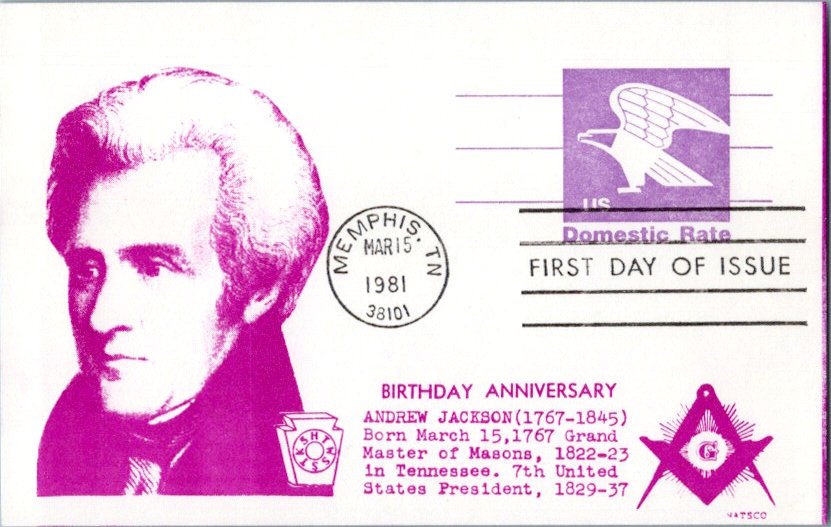 US
Domestic Rate
MEMPHIS, TN
MAR 15
1981
38101
FIRST DAY OF ISSUE
BIRTHDAY ANNIVERSARY
ANDREW JACKSON(1767-1845)
Born March 15,1767 Grand
Master of Masons, 1822-23
in Tennessee. 7th United
States President, 1829-37
HTWSSTKS
G
NATSCO